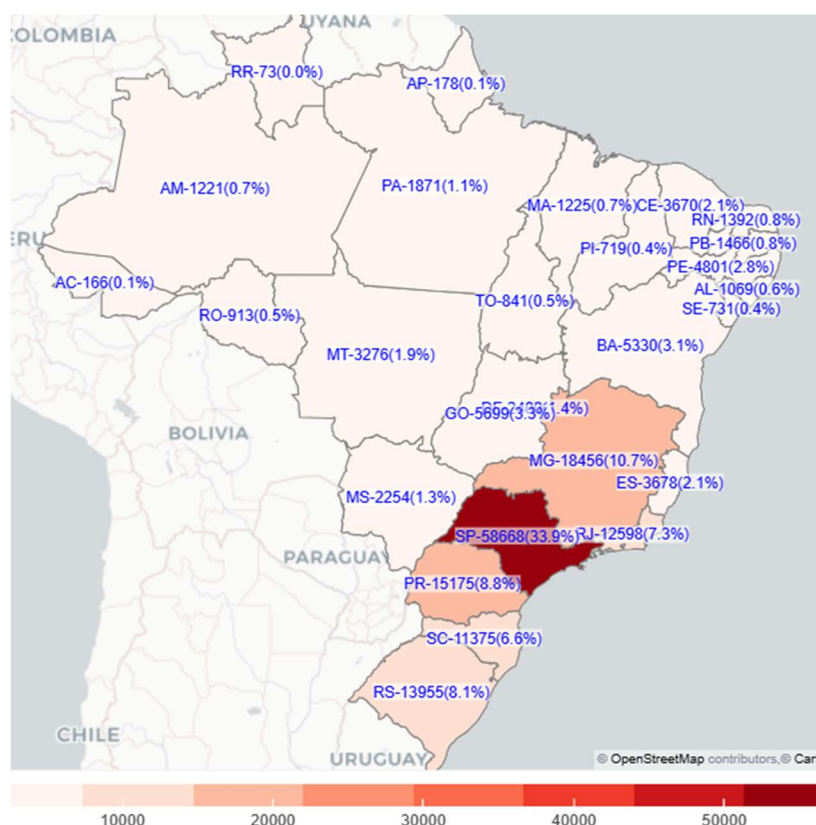 UYANA
COLOMBIA
RR-73(0.0%)
AP-178(0.1%)
AM-1221(0.7%)
PA-1871(1.1%)
MA-1225(0.7%)
CE-3670(2.1%)
RN-1392(0.8%)
PERU
PI-719(0.4%)
PB-1466(0.8%)
PE-4801(2.8%)
AC-166(0.1%)
AL-1069(0.6%)
TO-841(0.5%)
SE-731(0.4%)
RO-913(0.5%)
BA-5330(3.1%)
MT-3276(1.9%)
GO-5699(3.3%)
1.4%)
BOLIVIA
MG-18456(10.7%)
ES-3678(2.1%)
MS-2254(1.3%)
SP-58668(33.9%)
RJ-12598(7.3%)
PARAGUAY
PR-15175(8.8%)
SC-11375(6.6%)
RS-13955(8.1%)
CHILE
URUGUAY
© OpenStreetMap contributors,© Car
10000 20000 30000 40000 50000